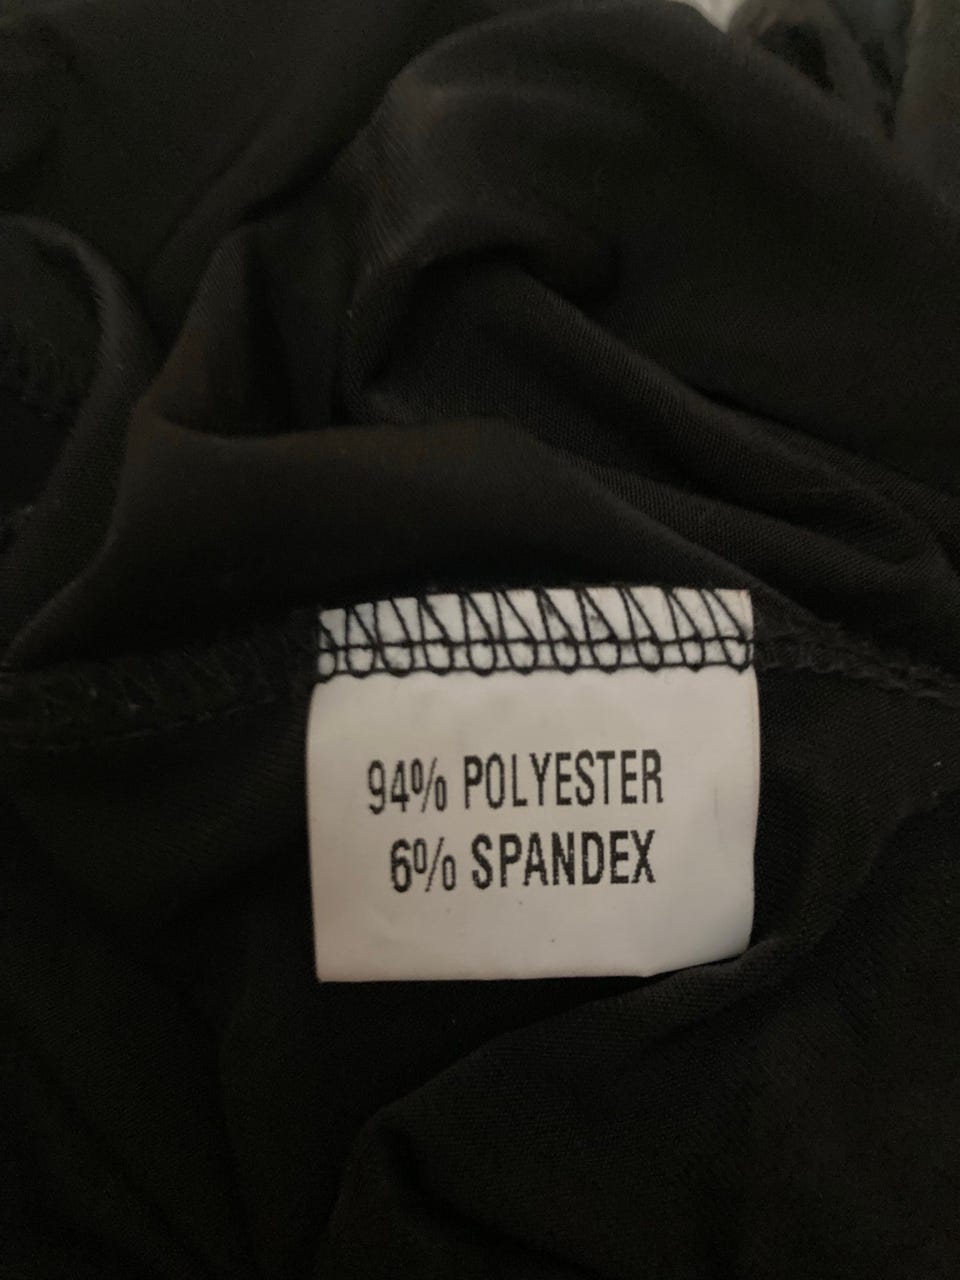 94% POLYESTER
6% SPANDEX